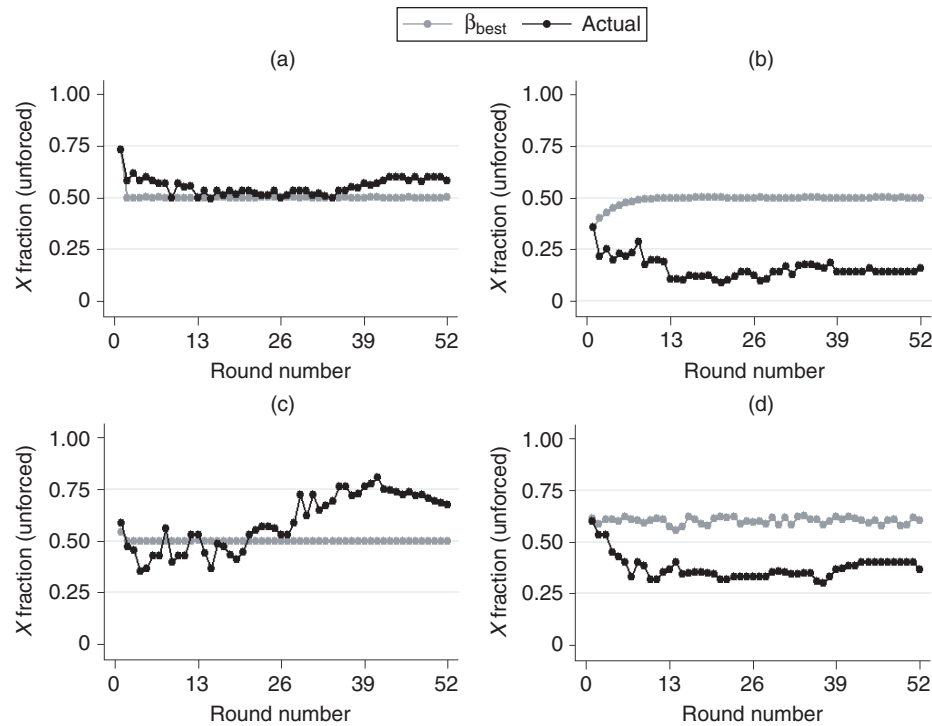 β_best Actual
(a)
X fraction (unforced)
1.00
0.75
0.50
0.25
0
0 13 26 39 52
Round number
(b)
X fraction (unforced)
1.00
0.75
0.50
0.25
0
0 13 26 39 52
Round number
(c)
X fraction (unforced)
1.00
0.75
0.50
0.25
0
0 13 26 39 52
Round number
(d)
X fraction (unforced)
1.00
0.75
0.50
0.25
0
0 13 26 39 52
Round number